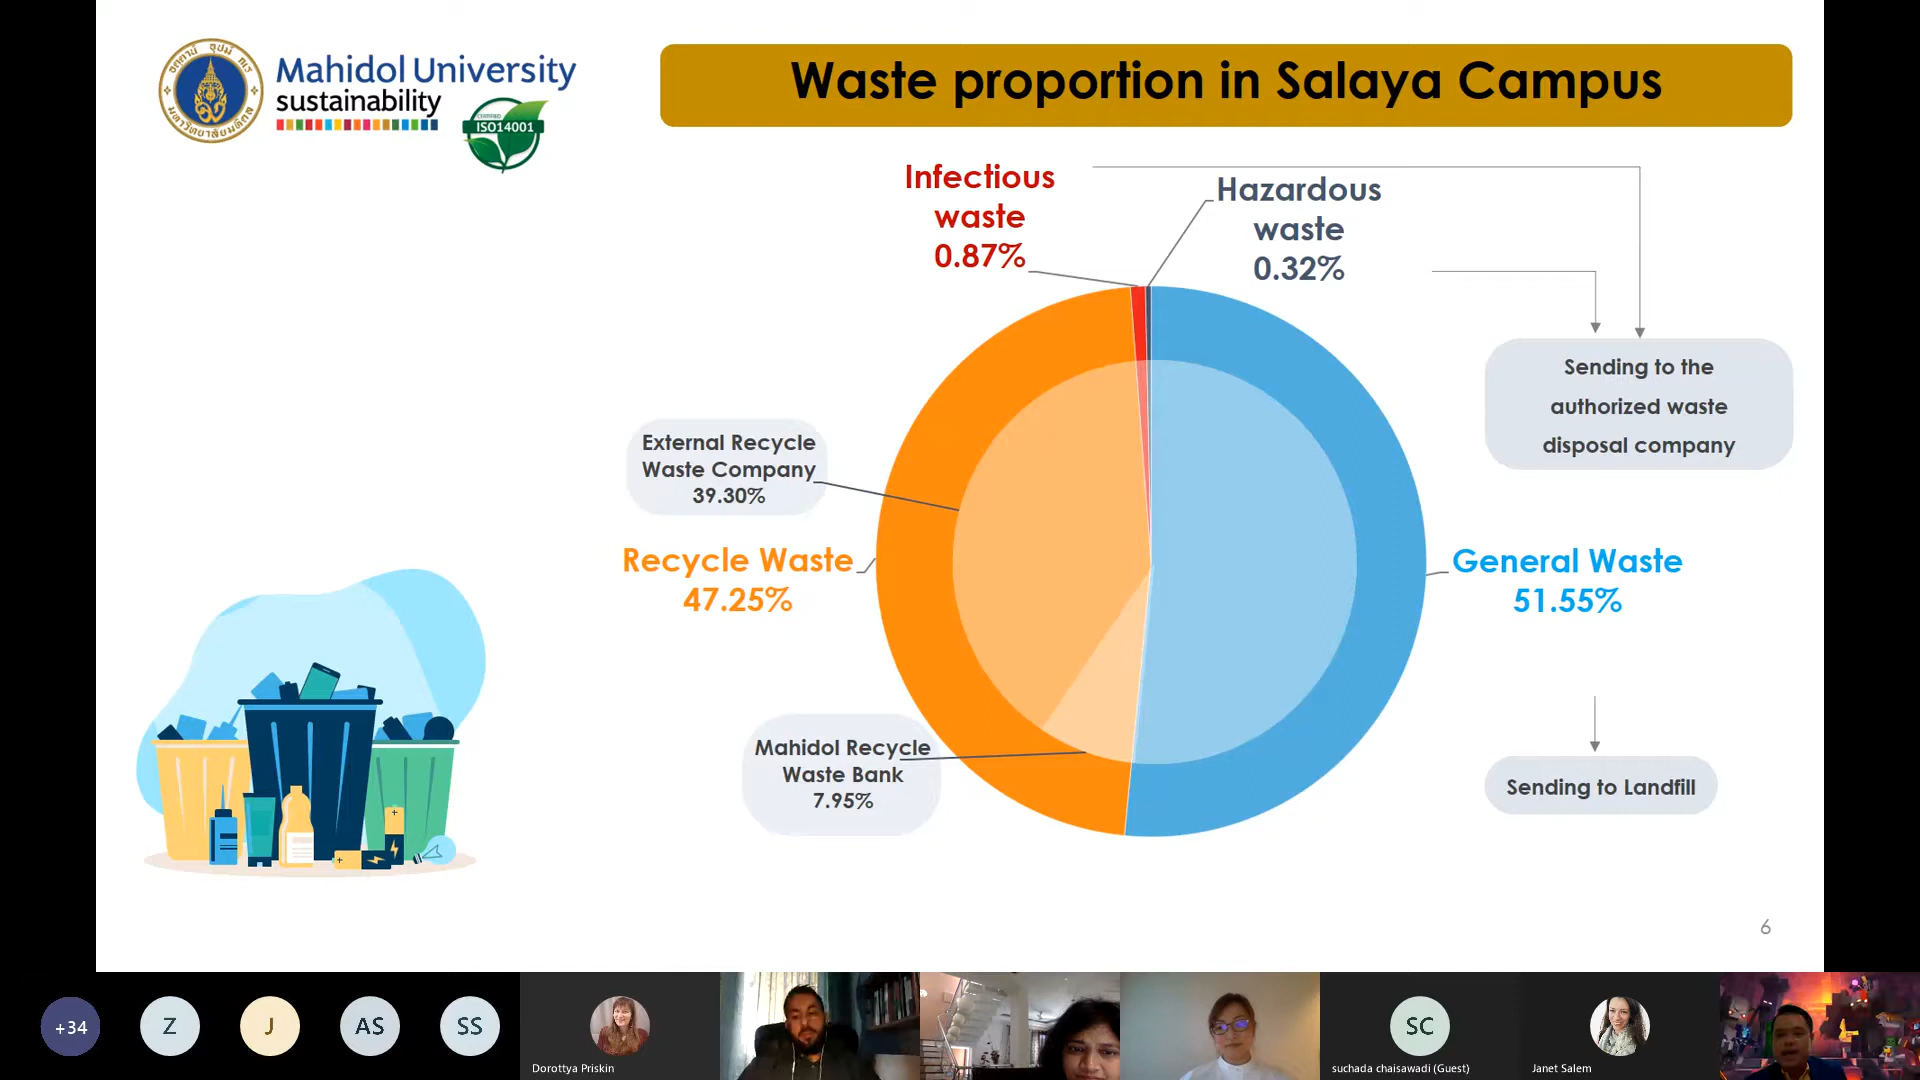 Mahidol University
sustainability
CERTIFIED
ISO14001
Waste proportion in Salaya Campus
Infectious
waste
0.87%
Hazardous
waste
0.32%
Sending to the
authorized waste
disposal company
External Recycle
Waste Company
39.30%
Recycle Waste
47.25%
General Waste
51.55%
Mahidol Recycle
Waste Bank
7.95%
Sending to Landfill
6
+34
Z
J
AS
SS
Dorottya Priskin
SC
suchada chaisawadi (Guest)
Janet Salem